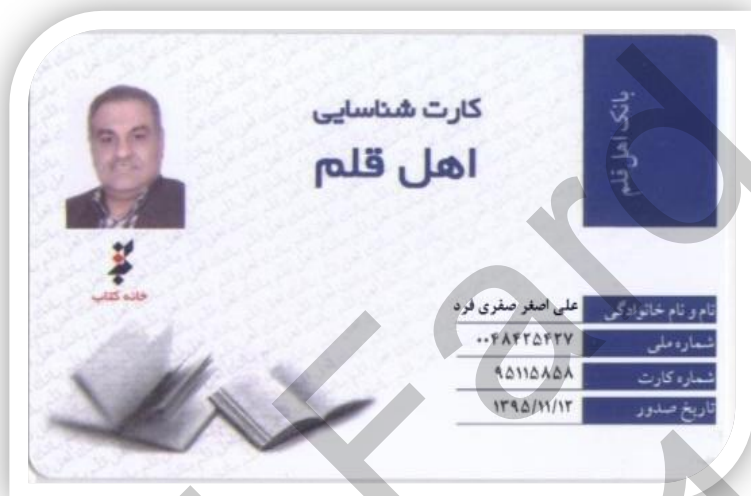 کارت شناسایی
اهل قلم
بانک اهل قلم
خانه کتاب
نام و نام خانوادگی علی اصغر صفری فرد
شماره ملی ۰۰۴۸۴۲۵۴۲۷
شماره کارت ۹۵۱۱۵۸۵۸
تاریخ صدور ۱۳۹۵/۱۱/۱۲